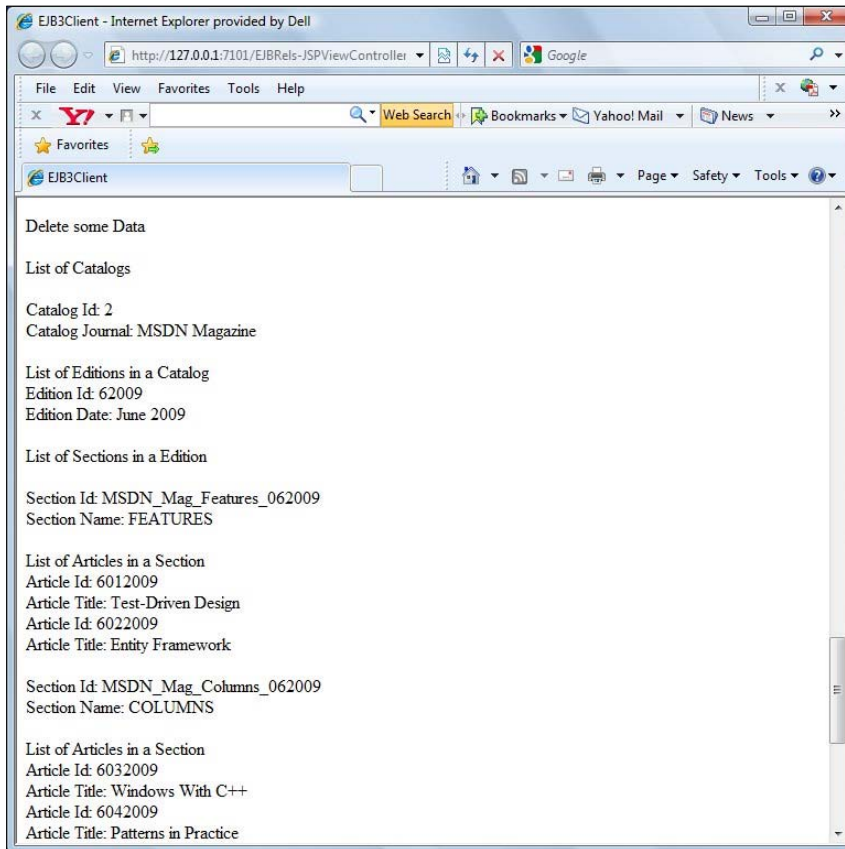 EJB3Client - Internet Explorer provided by Dell
http://127.0.0.1:7101/EJBRels-JSPViewController
Google
File Edit View Favorites Tools Help
Y! Web Search Bookmarks Yahoo! Mail News
Favorites
EJB3Client
Page Safety Tools
Delete some Data
List of Catalogs
Catalog Id: 2
Catalog Journal: MSDN Magazine
List of Editions in a Catalog
Edition Id: 62009
Edition Date: June 2009
List of Sections in a Edition
Section Id: MSDN_Mag_Features_062009
Section Name: FEATURES
List of Articles in a Section
Article Id: 6012009
Article Title: Test-Driven Design
Article Id: 6022009
Article Title: Entity Framework
Section Id: MSDN_Mag_Columns_062009
Section Name: COLUMNS
List of Articles in a Section
Article Id: 6032009
Article Title: Windows With C++
Article Id: 6042009
Article Title: Patterns in Practice